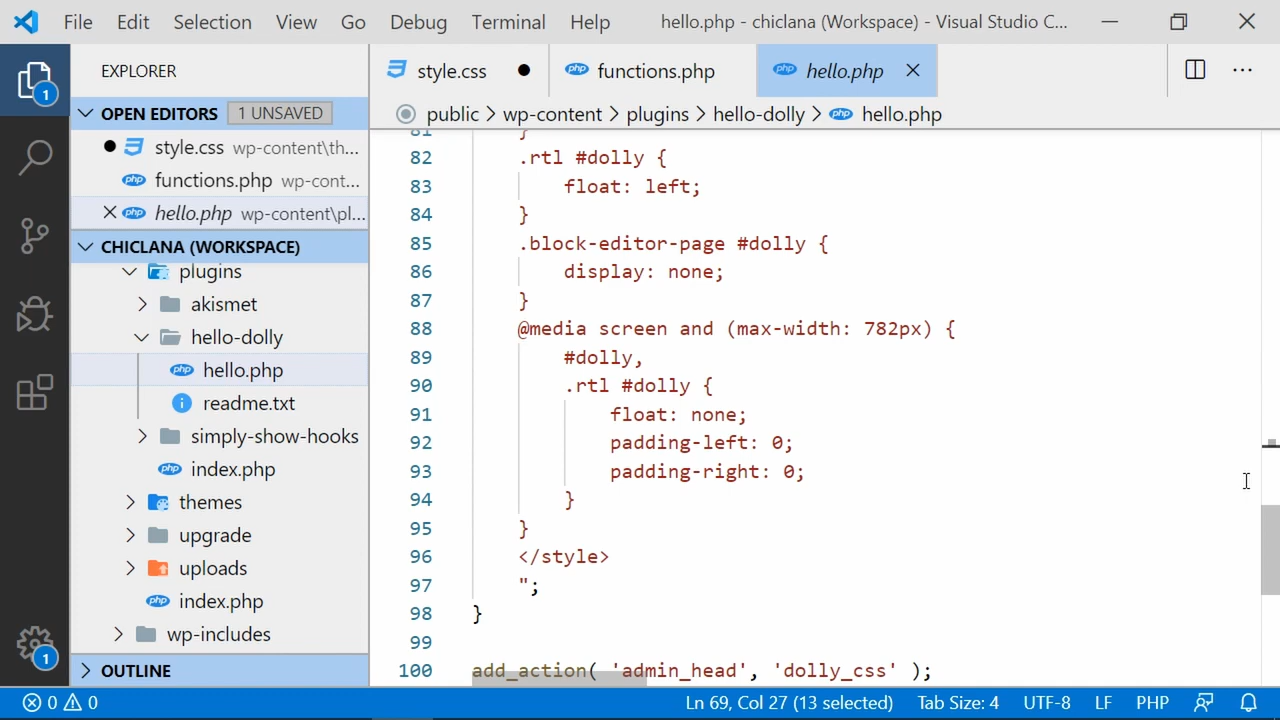 File Edit Selection View Go Debug Terminal Help hello.php - chiclana (Workspace) - Visual Studio C...
EXPLORER
OPEN EDITORS 1 UNSAVED
style.css wp-content\th...
functions.php wp-cont...
hello.php wp-content\pl...
CHICLANA (WORKSPACE)
plugins
akismet
hello-dolly
hello.php
readme.txt
simply-show-hooks
index.php
themes
upgrade
uploads
index.php
wp-includes
OUTLINE
1
1
style.css functions.php hello.php
public > wp-content > plugins > hello-dolly > hello.php
81 }
82 .rtl #dolly {
83 float: left;
84 }
85 .block-editor-page #dolly {
86 display: none;
87 }
88 @media screen and (max-width: 782px) {
89 #dolly,
90 .rtl #dolly {
91 float: none;
92 padding-left: 0;
93 padding-right: 0;
94 }
95 }
96 </style>
97 ";
98 }
99
100 add_action( 'admin_head', 'dolly_css' );
0 0 Ln 69, Col 27 (13 selected) Tab Size: 4 UTF-8 LF PHP